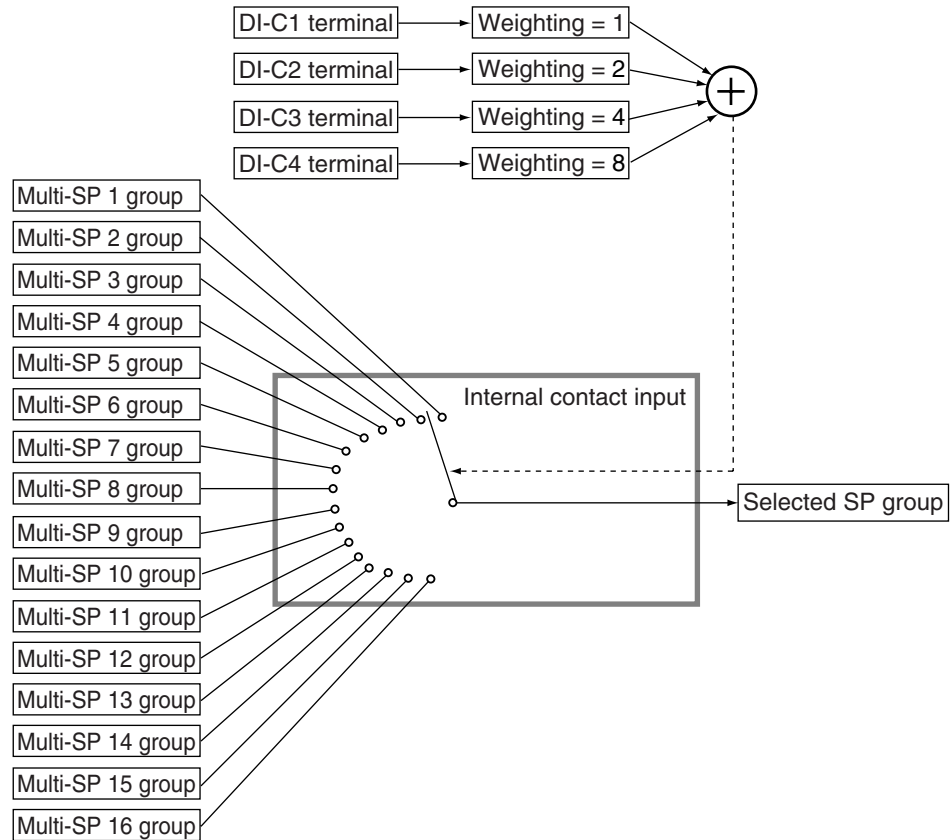 DI-C1 terminal
Weighting = 1
DI-C2 terminal
Weighting = 2
DI-C3 terminal
Weighting = 4
DI-C4 terminal
Weighting = 8
Multi-SP 1 group
Multi-SP 2 group
Multi-SP 3 group
Multi-SP 4 group
Multi-SP 5 group
Multi-SP 6 group
Multi-SP 7 group
Multi-SP 8 group
Multi-SP 9 group
Multi-SP 10 group
Multi-SP 11 group
Multi-SP 12 group
Multi-SP 13 group
Multi-SP 14 group
Multi-SP 15 group
Multi-SP 16 group
Internal contact input
Selected SP group